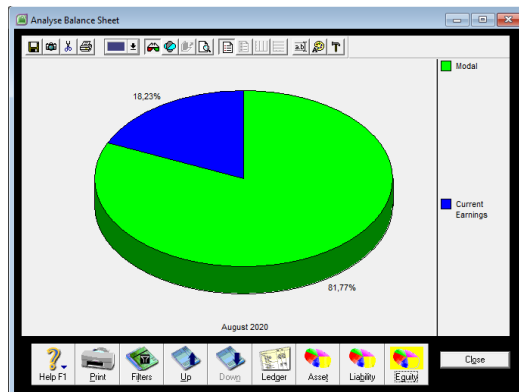 Analyse Balance Sheet
Modal
18,23%
Current
Earnings
81,77%
August 2020
Help F1
Print
Filters
Up
Down
Ledger
Asset
Liability
Equity
Close